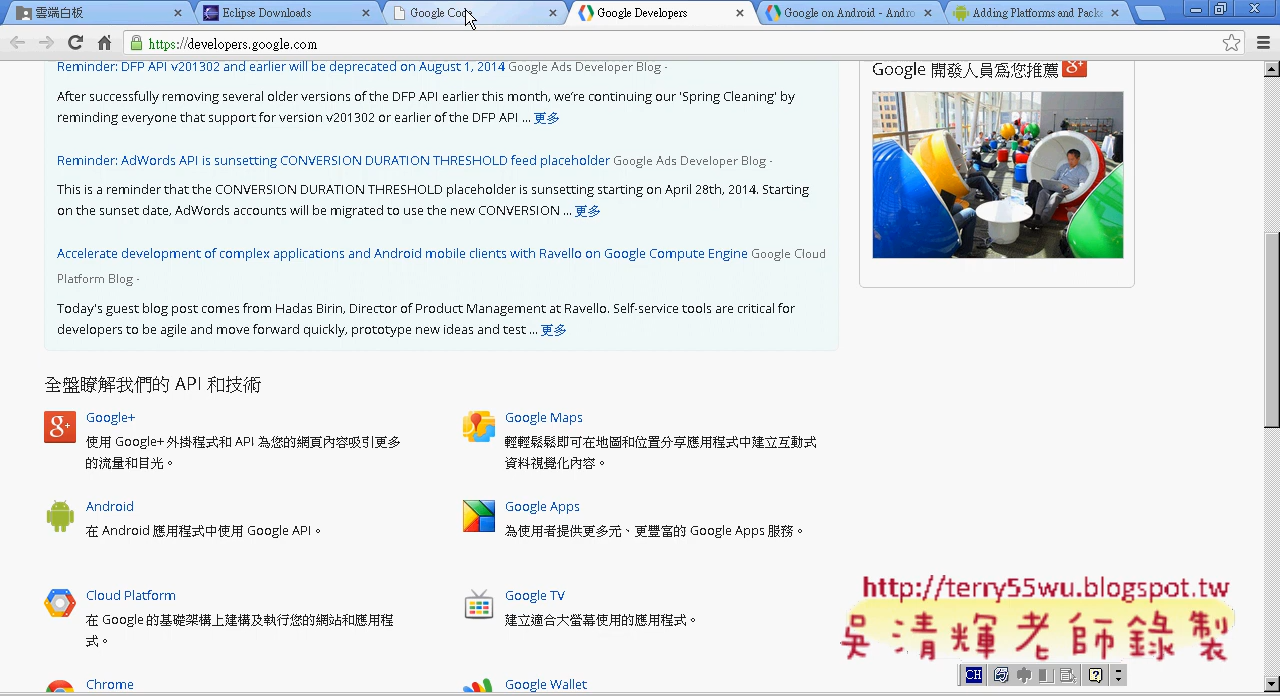 雲端白板
Eclipse Downloads
Google Co
Google Developers
Google on Android - Andro
Adding Platforms and Packa
https://developers.google.com
Reminder: DFP API v201302 and earlier will be deprecated on August 1, 2014 Google Ads Developer Blog -
After successfully removing several older versions of the DFP API earlier this month, we're continuing our 'Spring Cleaning' by
reminding everyone that support for version v201302 or earlier of the DFP API ... 更多
Reminder: AdWords API is sunsetting CONVERSION DURATION THRESHOLD feed placeholder Google Ads Developer Blog -
This is a reminder that the CONVERSION DURATION THRESHOLD placeholder is sunsetting starting on April 28th, 2014. Starting
on the sunset date, AdWords accounts will be migrated to use the new CONVERSION ... 更多
Accelerate development of complex applications and Android mobile clients with Ravello on Google Compute Engine Google Cloud
Platform Blog -
Today's guest blog post comes from Hadas Birin, Director of Product Management at Ravello. Self-service tools are critical for
developers to be agile and move forward quickly, prototype new ideas and test ... 更多
Google 開發人員為您推薦 g+
全盤瞭解我們的 API 和技術
g+
Google+
使用 Google+ 外掛程式和 API 為您的網頁內容吸引更多
的流量和目光。
Google Maps
輕輕鬆鬆即可在地圖和位置分享應用程式中建立互動式
資料視覺化內容。
Android
在 Android 應用程式中使用 Google API。
Google Apps
為使用者提供更多元、更豐富的 Google Apps 服務。
Cloud Platform
在 Google 的基礎架構上建構及執行您的網站和應用程
式。
Google TV
建立適合大螢幕使用的應用程式。
Chrome
Google Wallet
http://terry55wu.blogspot.tw
吳清輝老師錄製
CH